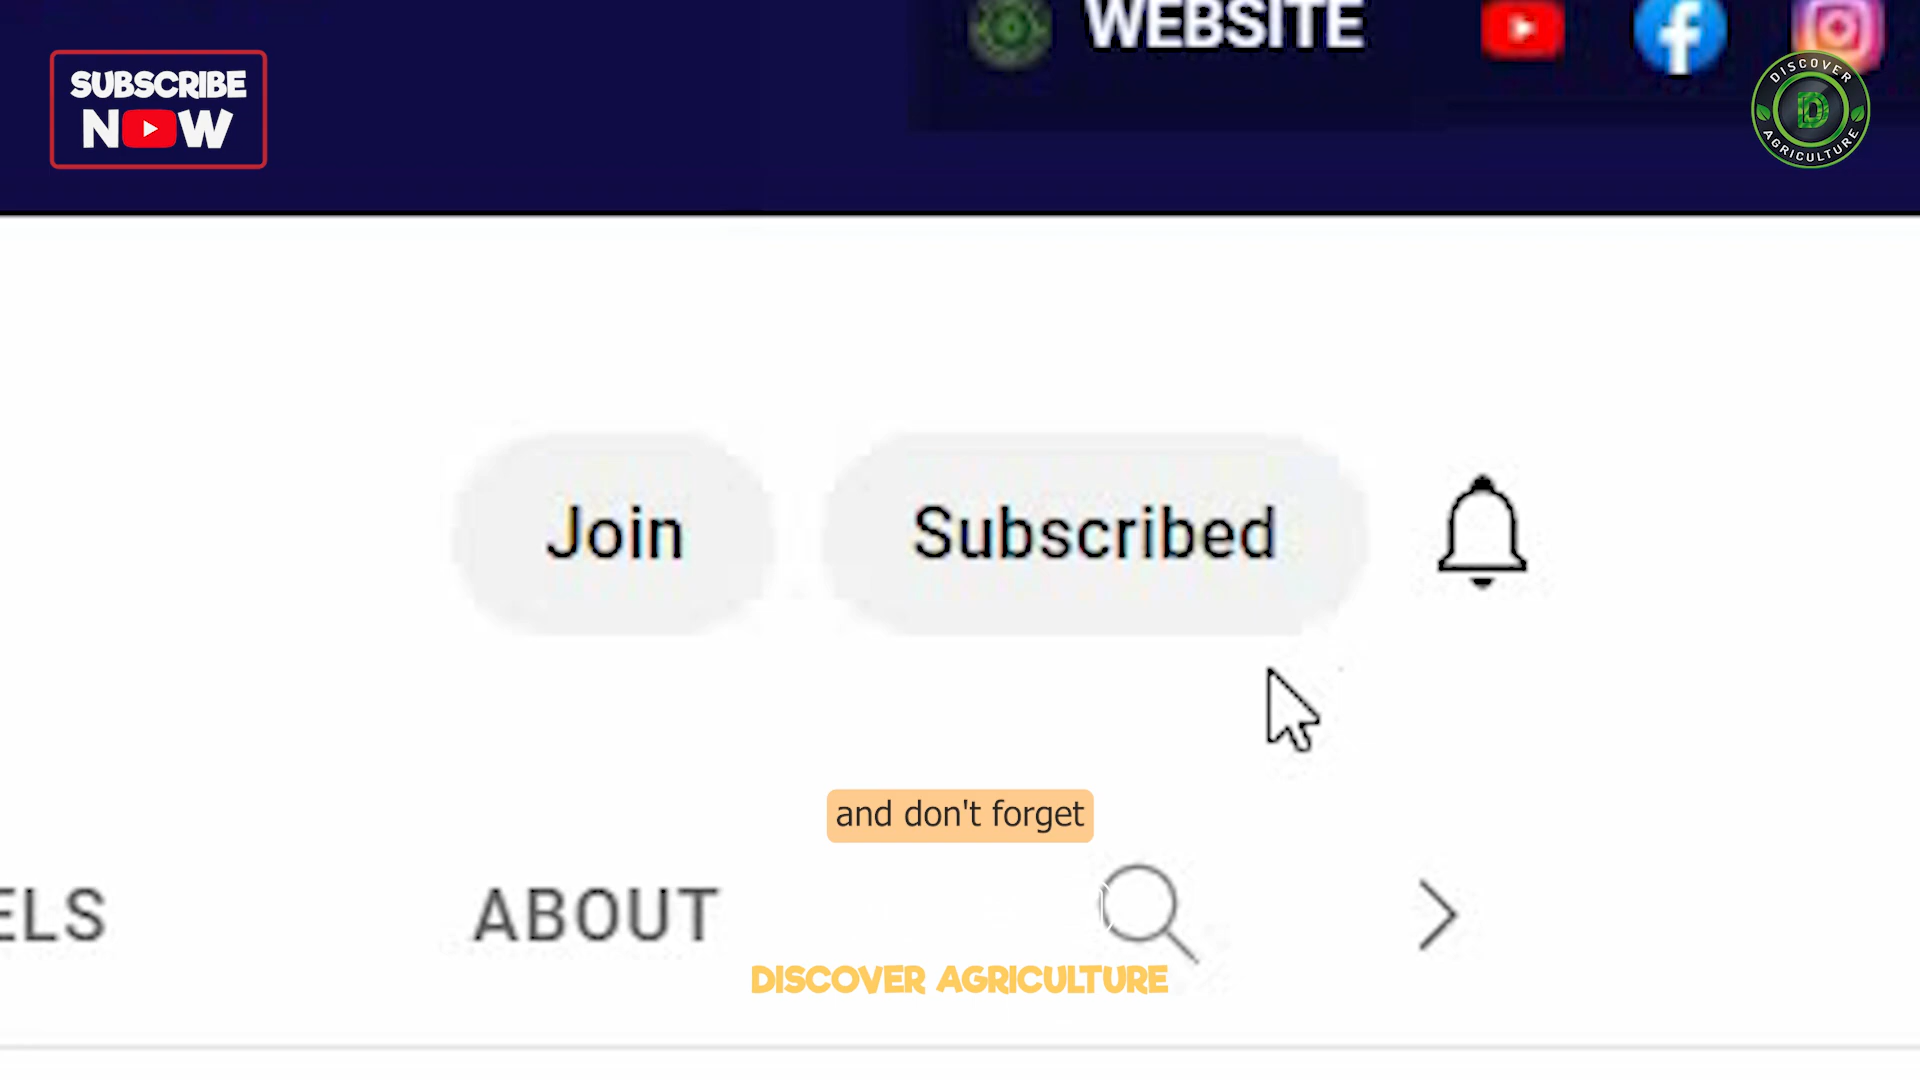 WEBSITE
SUBSCRIBE
NOW
DISCOVER
D
AGRICULTURE
Join
Subscribed
and don't forget
ELS
ABOUT
DISCOVER AGRICULTURE